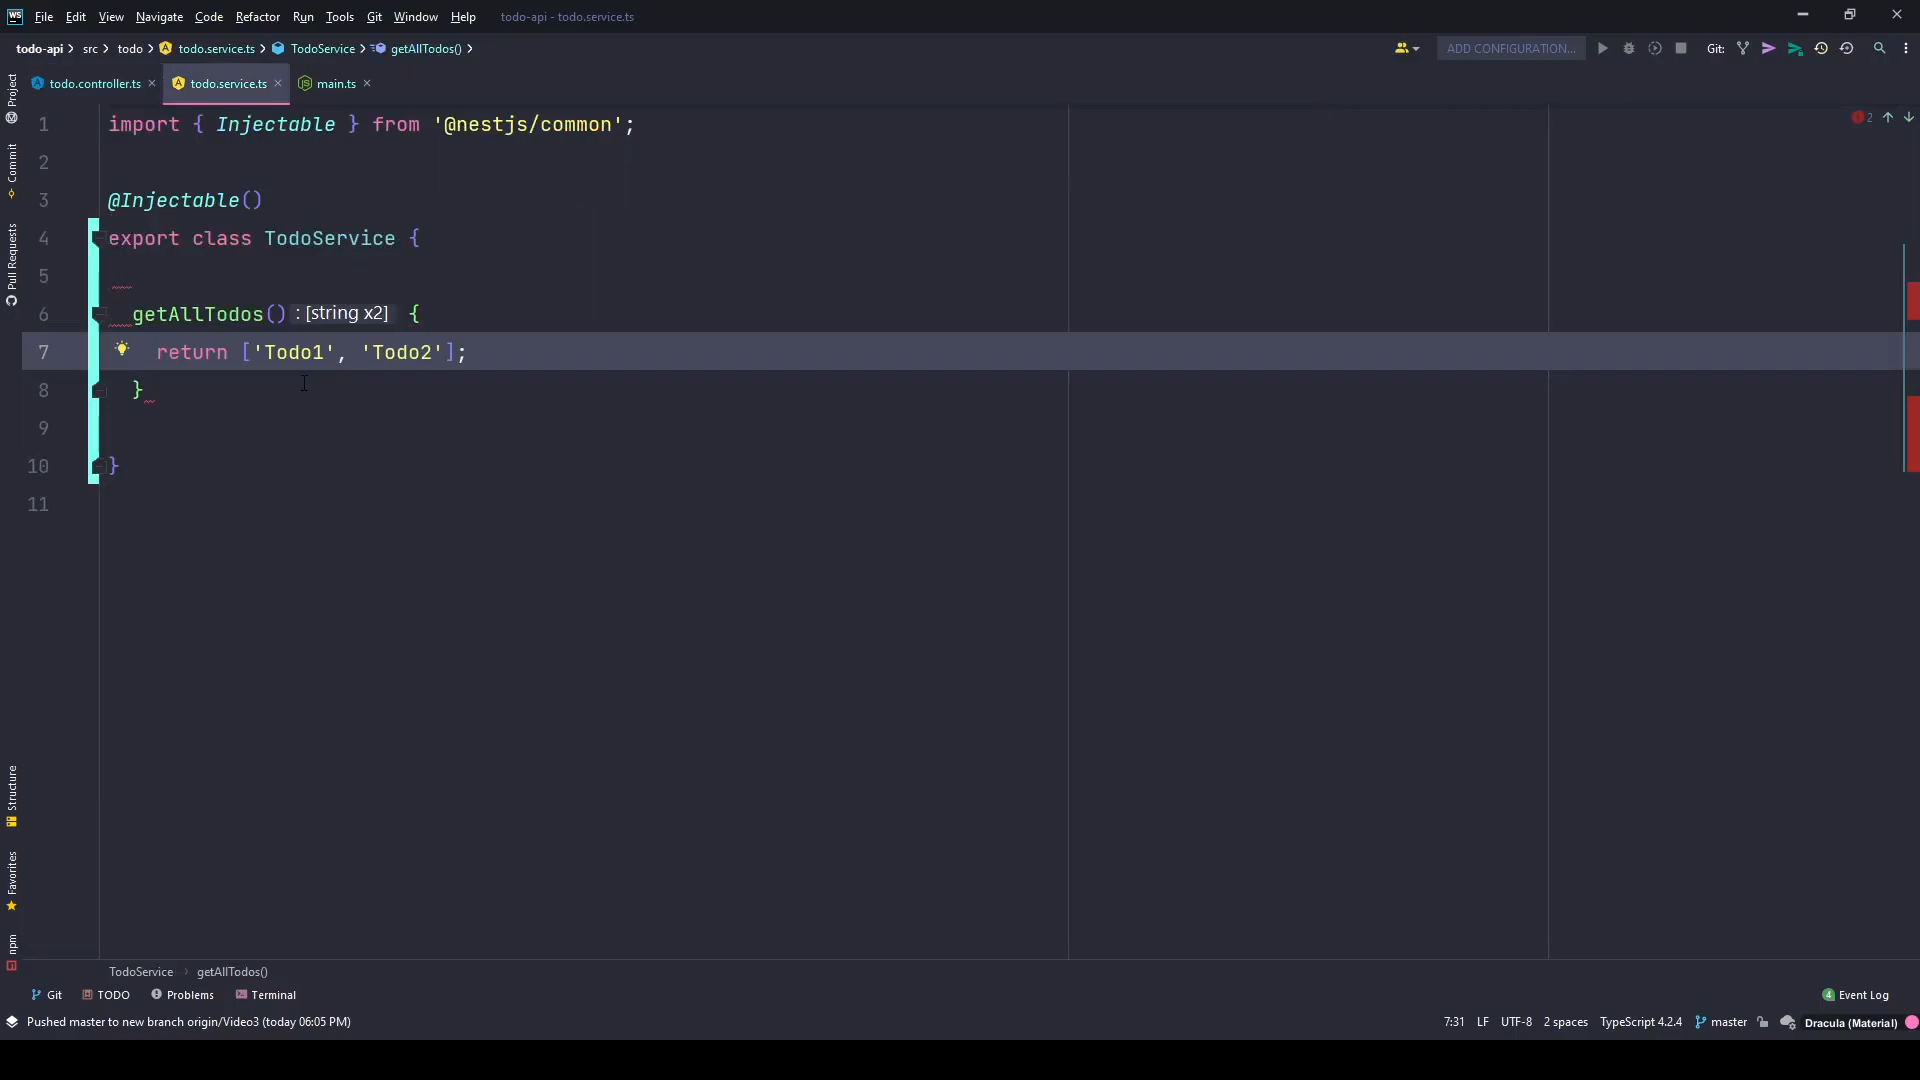 WS File Edit View Navigate Code Refactor Run Tools Git Window Help todo-api - todo.service.ts
todo-api src todo todo.service.ts TodoService getAllTodos() ADD CONFIGURATION... Git:
todo.controller.ts todo.service.ts main.ts
Project
Commit
Pull Requests
Structure
Favorites
npm
2
1 import { Injectable } from '@nestjs/common';
2
3 @Injectable()
4 export class TodoService {
5
6 getAllTodos() : [string x2] {
7 return ['Todo1', 'Todo2'];
8 }
9
10 }
11
TodoService getAllTodos()
Git TODO Problems Terminal 4 Event Log
Pushed master to new branch origin/Video3 (today 06:05 PM) 7:31 LF UTF-8 2 spaces TypeScript 4.2.4 master Dracula (Material)